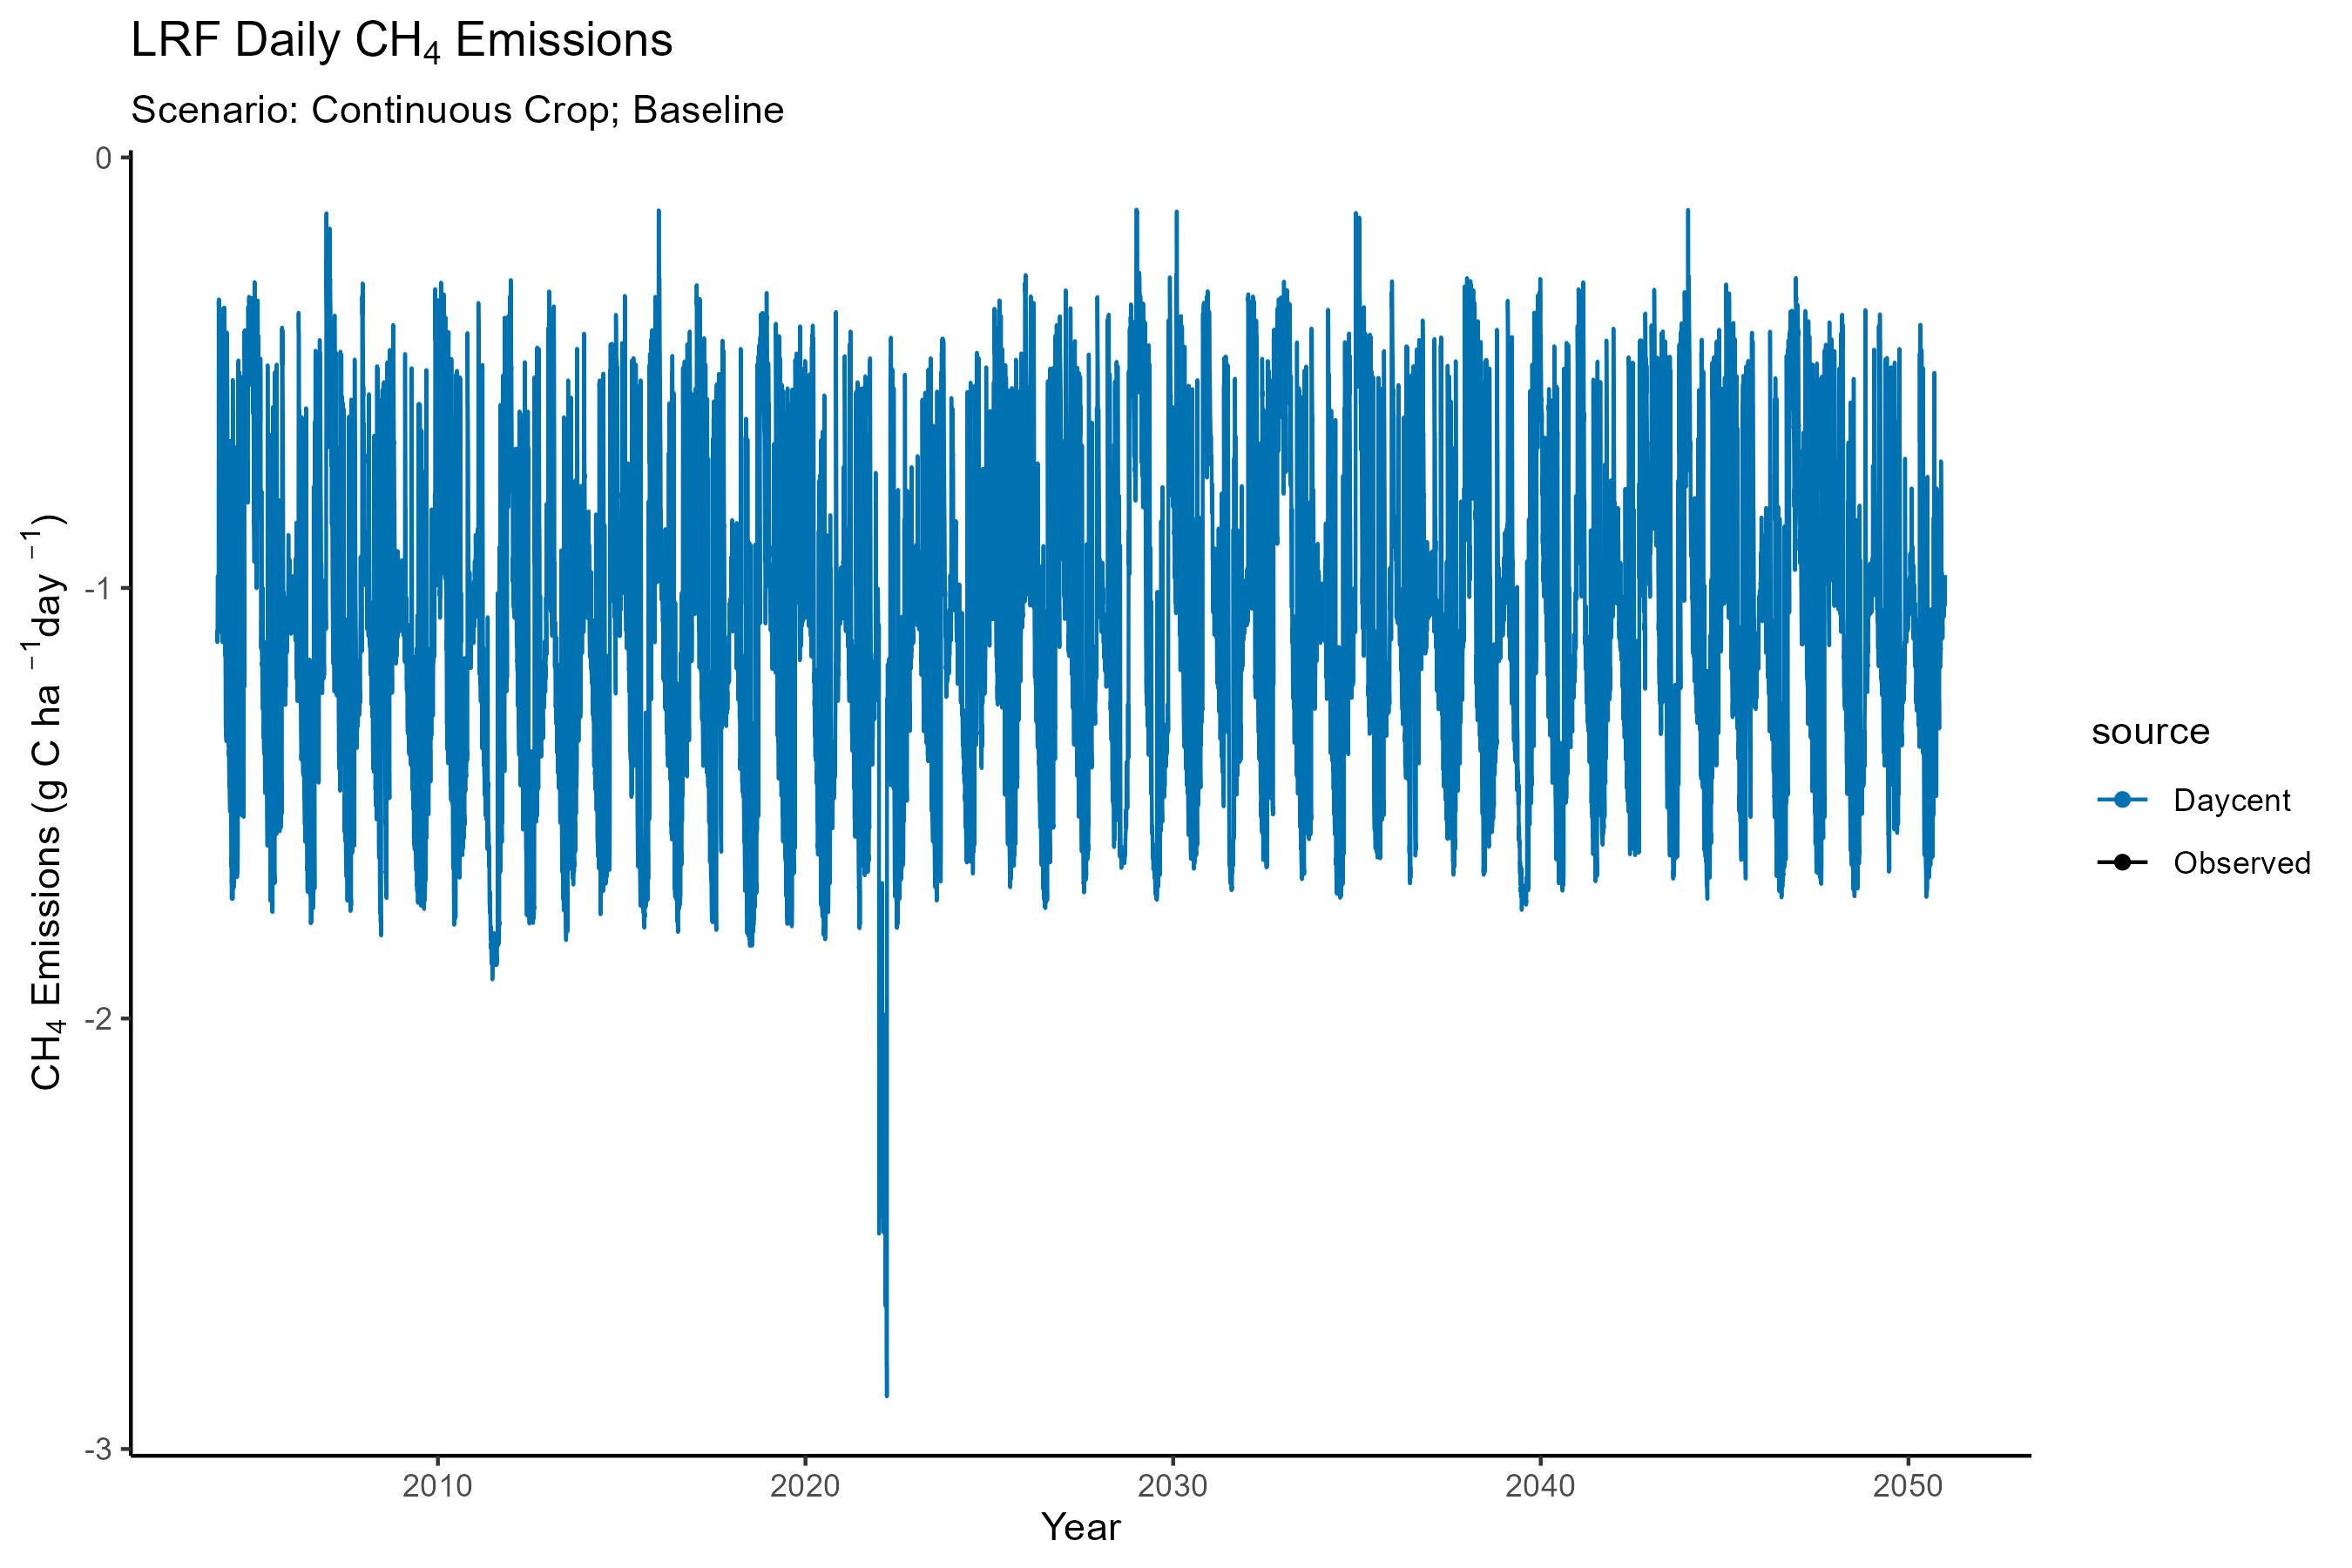 LRF Daily CH₄ Emissions
Scenario: Continuous Crop; Baseline
CH₄ Emissions (g C ha ⁻¹day ⁻¹)
0
-1
-2
-3
2010
2020
2030
2040
2050
Year
source
Daycent
Observed